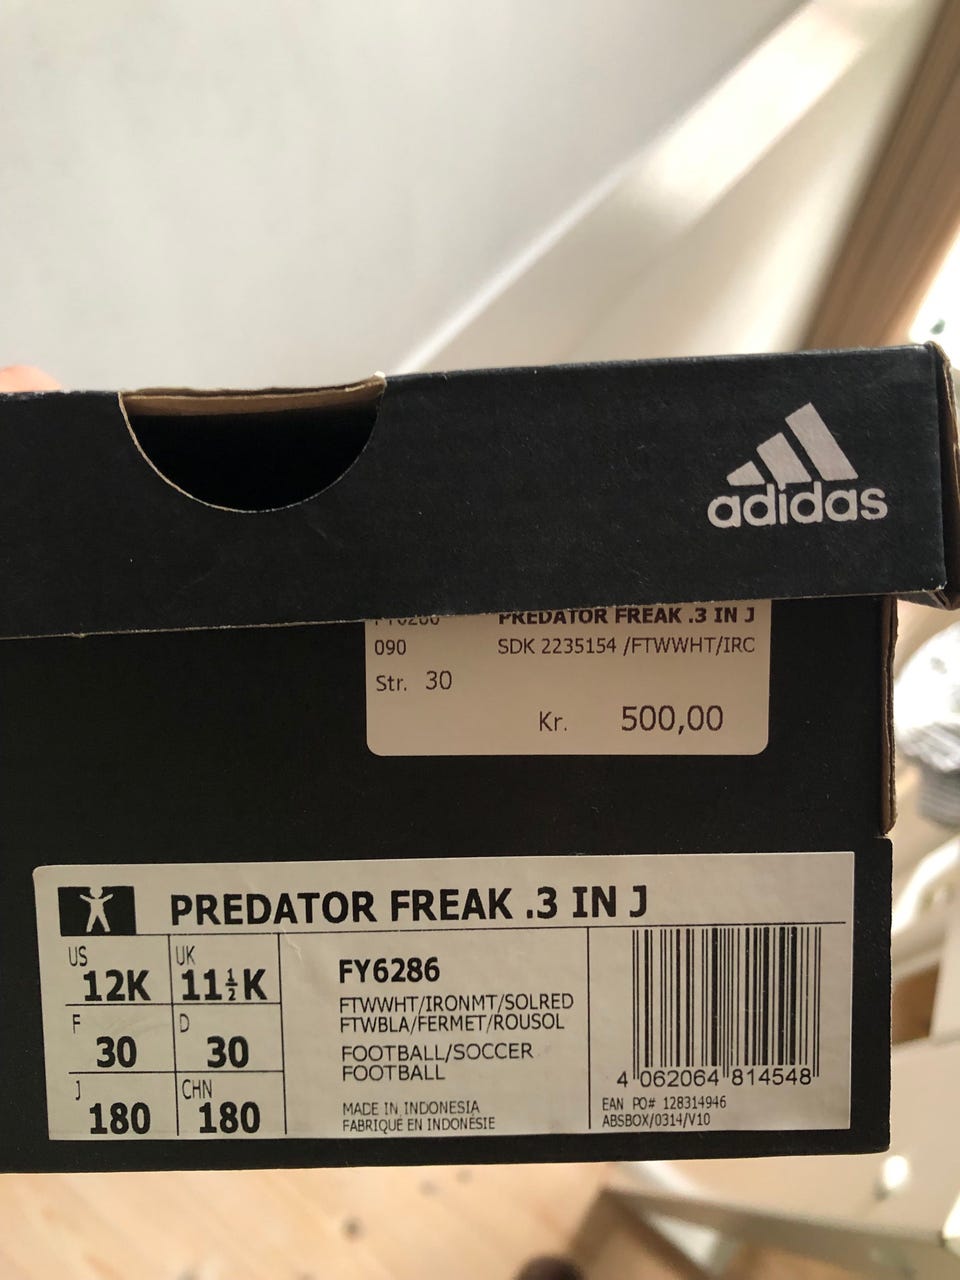 adidas
FY6286 PREDATOR FREAK .3 IN J
090 SDK 2235154 /FTWWHT/IRC
Str. 30
Kr. 500,00
PREDATOR FREAK .3 IN J
US 12K UK 11½K
F 30 D 30
J 180 CHN 180
FY6286
FTWWHT/IRONMT/SOLRED
FTWBLA/FERMET/ROUSOL
FOOTBALL/SOCCER
FOOTBALL
MADE IN INDONESIA
FABRIQUE EN INDONÉSIE
4 062064 814548
EAN PO# 128314946
ABSBOX/0314/V10